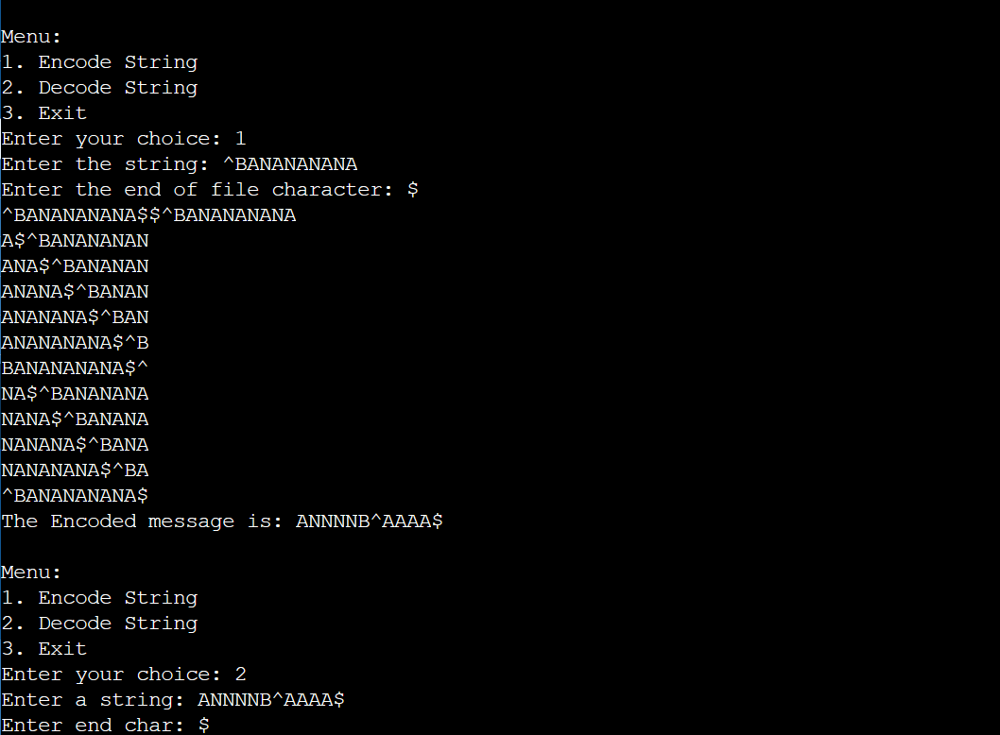 Menu:
1. Encode String
2. Decode String
3. Exit
Enter your choice: 1
Enter the string: ^BANANANANA
Enter the end of file character: $
^BANANANANA$$^BANANANANA
A$^BANANANAN
ANA$^BANANAN
ANANA$^BANAN
ANANANA$^BAN
ANANANANA$^B
BANANANANA$^
NA$^BANANANA
NANA$^BANANA
NANANA$^BANA
NANANANA$^BA
^BANANANANA$
The Encoded message is: ANNNNB^AAAA$
Menu:
1. Encode String
2. Decode String
3. Exit
Enter your choice: 2
Enter a string: ANNNNB^AAAA$
Enter end char: $